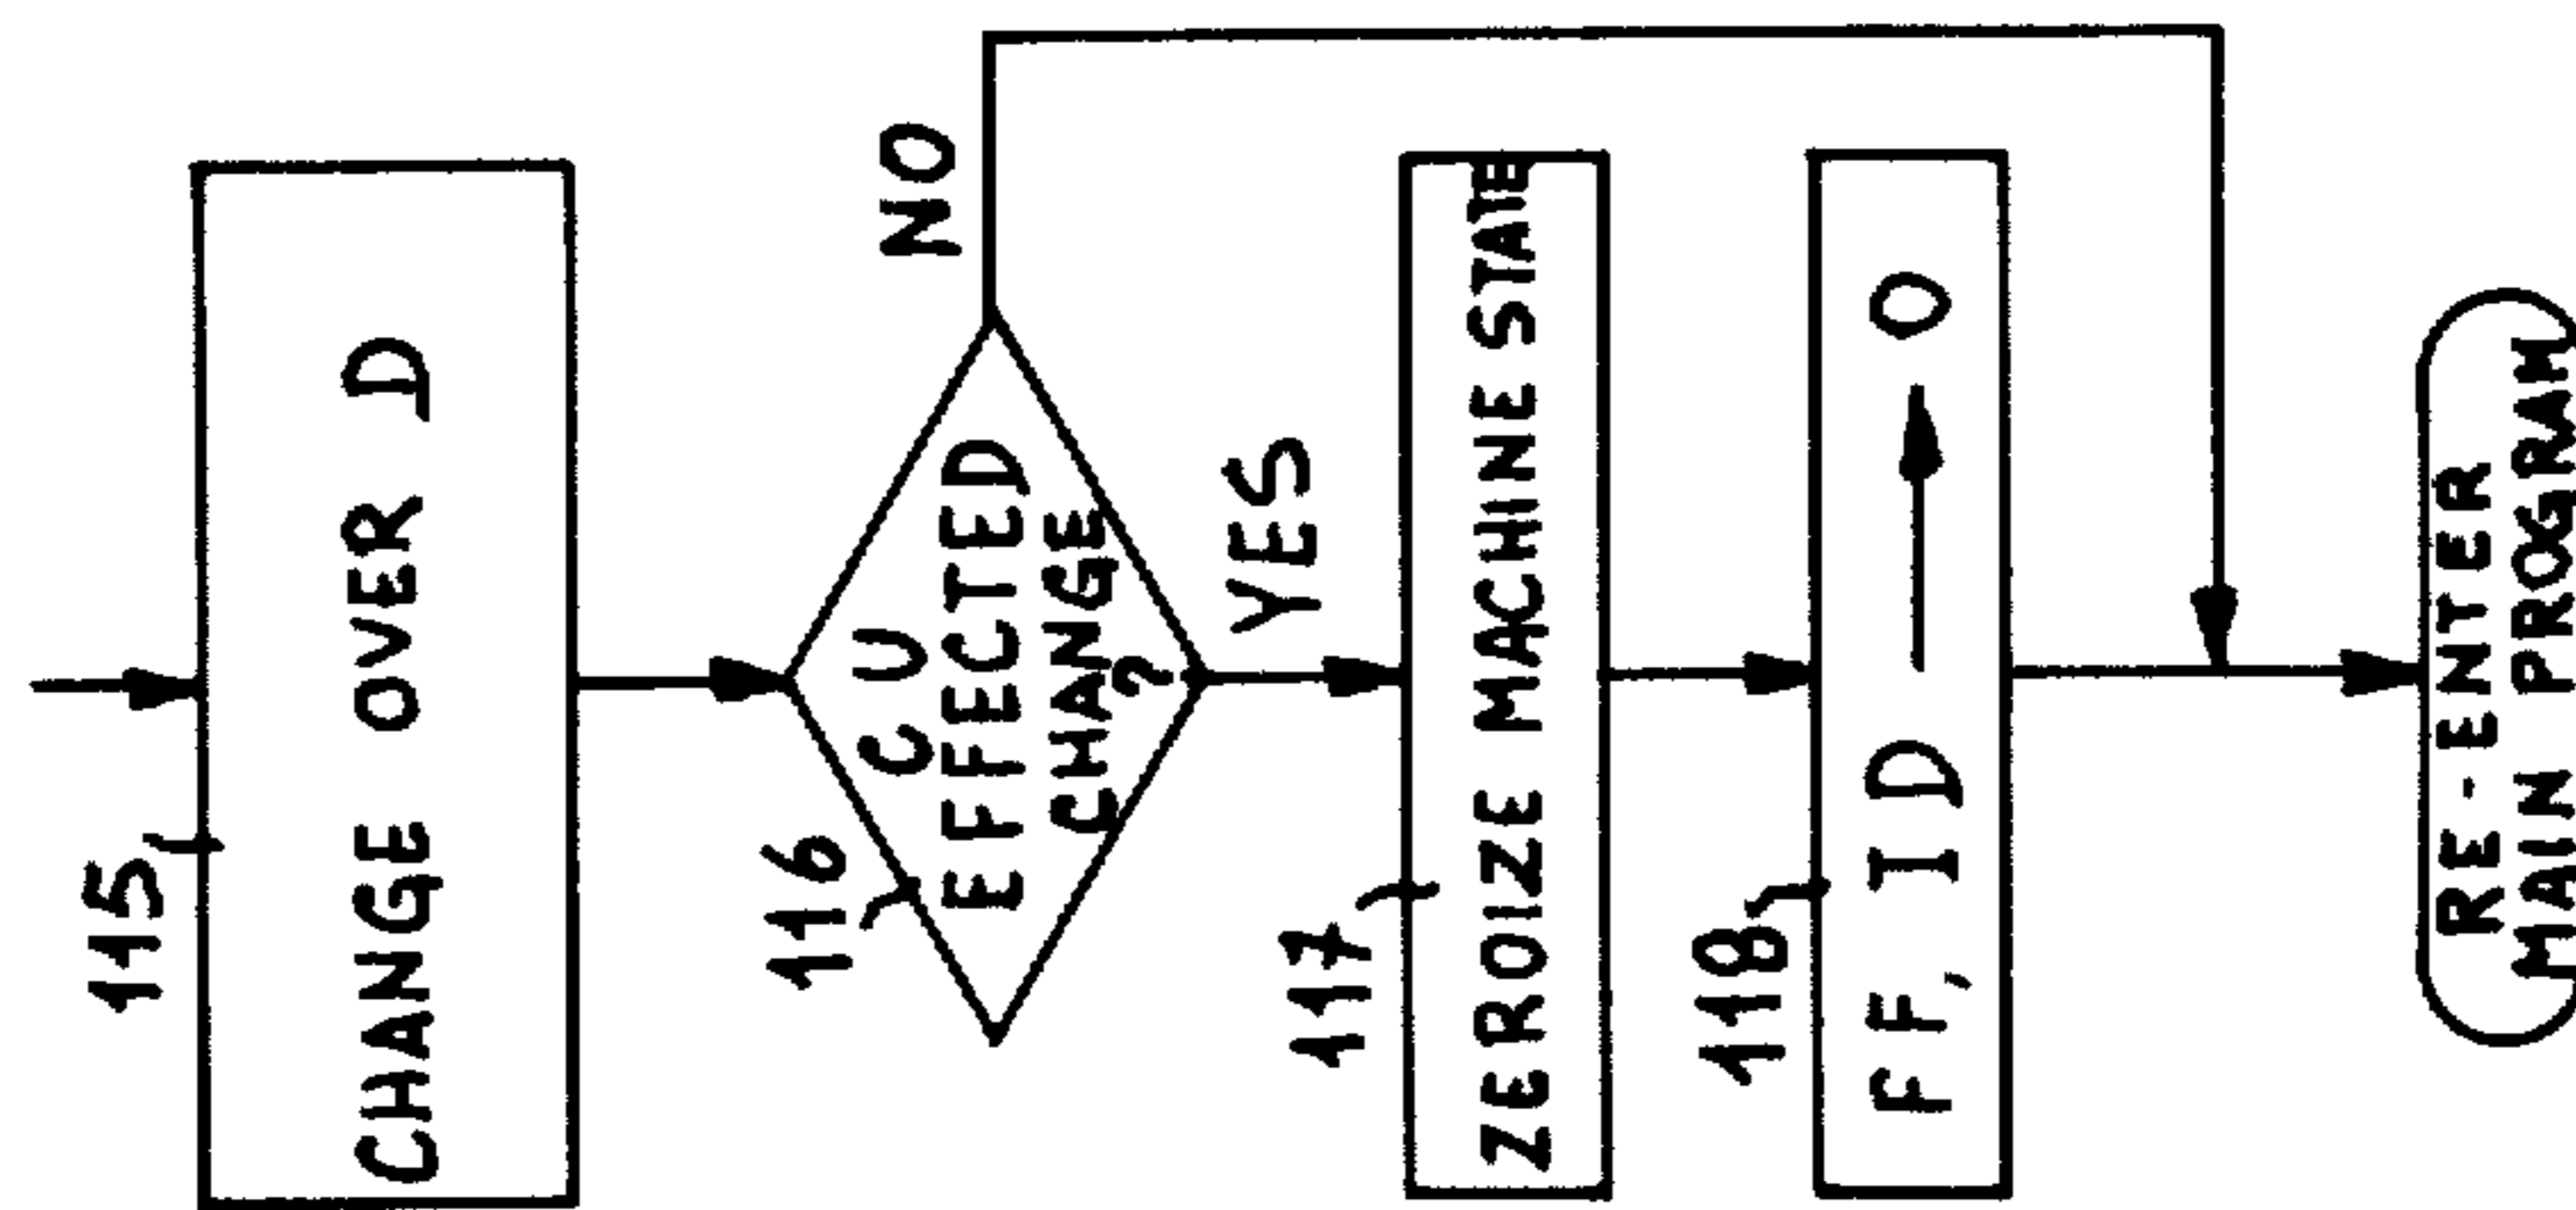 115
CHANGE OVER D
116
C U
EFFECTED
CHANGE
?
NO
YES
117
ZEROIZE MACHINE STATE
118
FF, ID → 0
RE-ENTER
MAIN PROGRAM